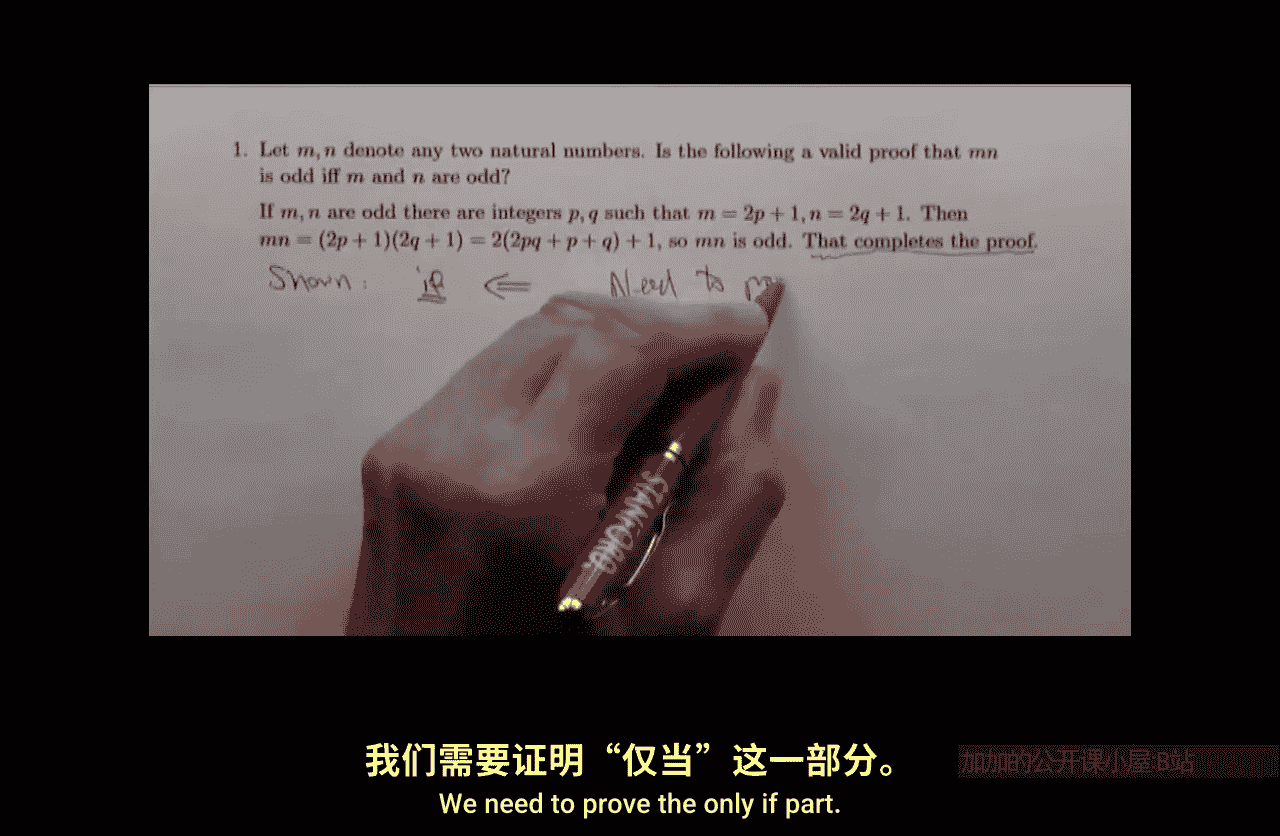 1. Let m, n denote any two natural numbers. Is the following a valid proof that mn
is odd iff m and n are odd?
If m, n are odd there are integers p, q such that m = 2p + 1, n = 2q + 1. Then
mn = (2p + 1)(2q + 1) = 2(2pq + p + q) + 1, so mn is odd. That completes the proof.
Shown: if ⇐ Need to
STANFORD
我们需要证明“仅当”这一部分。
加加的公开课小屋:B站
We need to prove the only if part.